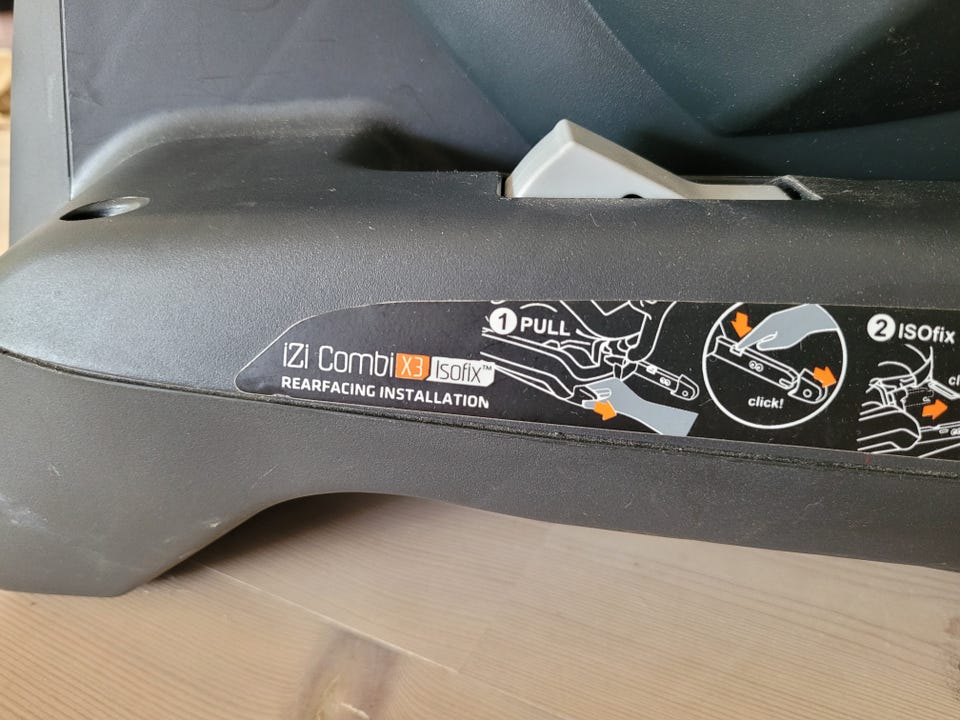 iZi Combi X3 Isofix™
REARFACING INSTALLATION
1 PULL
click!
2 ISOfix